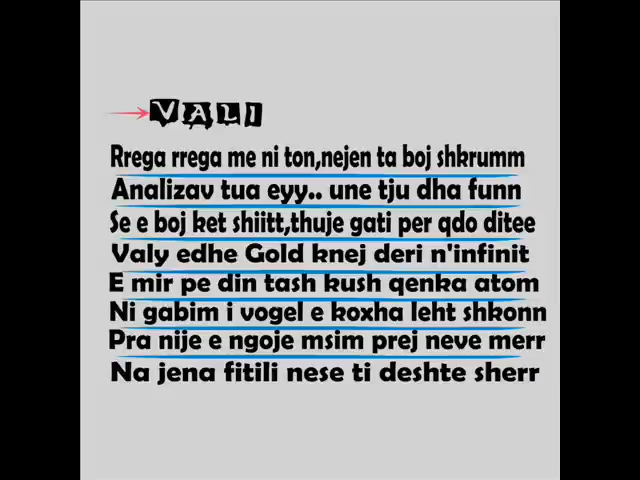 VALI
Rrega rrega me ni ton,nejen ta boj shkrumm
Analizav tua eyy.. une tju dha funn
Se e boj ket shiitt,thuje gati per qdo ditee
Valy edhe Gold knej deri n'infinit
E mir pe din tash kush qenka atom
Ni gabim i vogel e koxha leht shkonn
Pra nije e ngoje msim prej neve merr
Na jena fitili nese ti deshte sherr